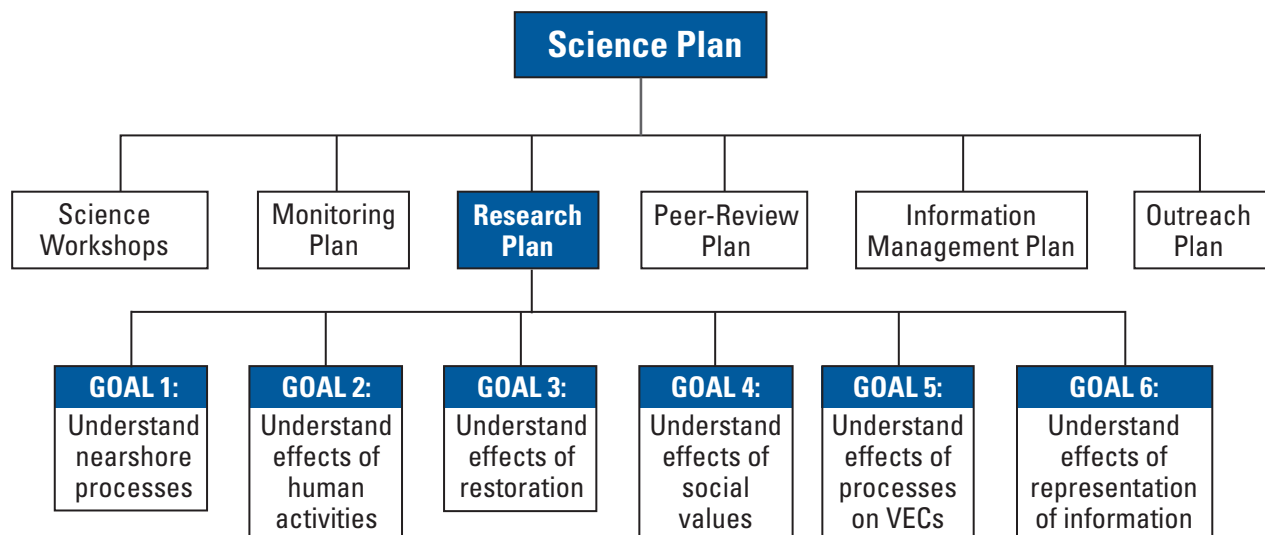 Science Plan
Science
Workshops
Monitoring
Plan
Research
Plan
Peer-Review
Plan
Information
Management Plan
Outreach
Plan
GOAL 1:
Understand
nearshore
processes
GOAL 2:
Understand
effects of
human
activities
GOAL 3:
Understand
effects of
restoration
GOAL 4:
Understand
effects of
social
values
GOAL 5:
Understand
effects of
processes
on VECs
GOAL 6:
Understand
effects of
representation
of information